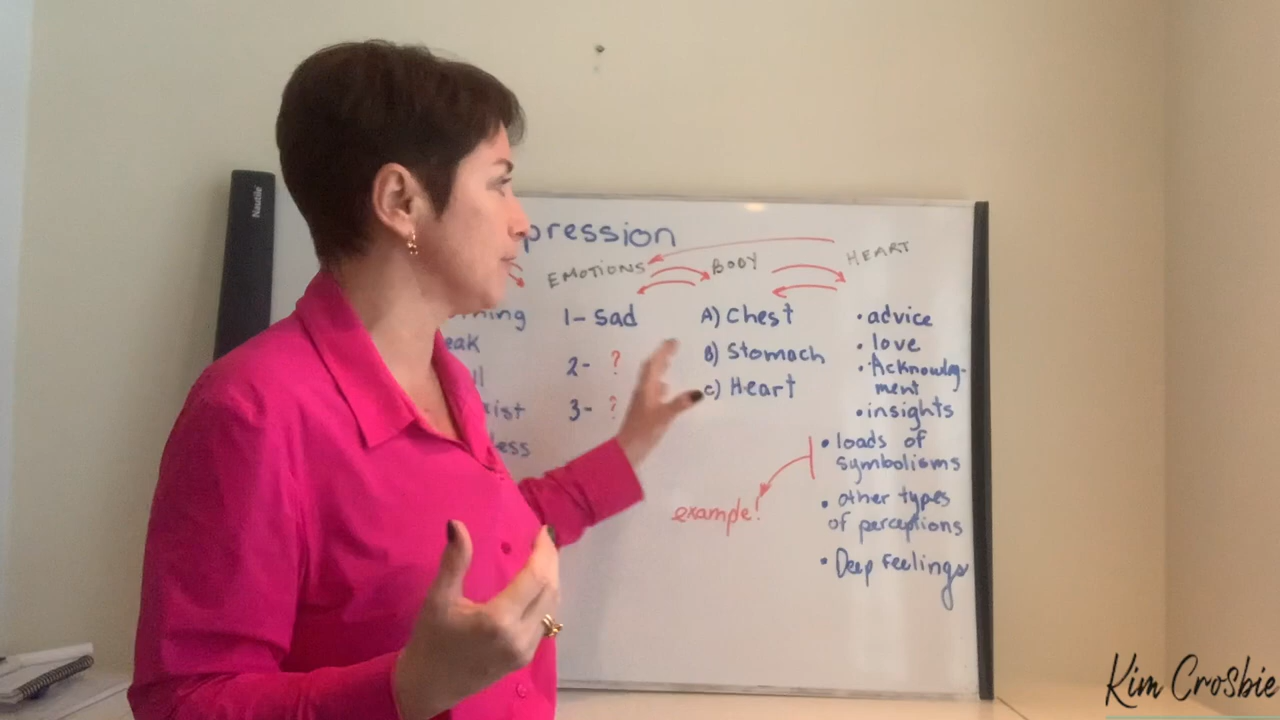 Nautile
pression
EMOTIONS BODY HEART
1- Sad
2- ?
3- ?
A) Chest
B) Stomach
C) Heart
• advice
• love
• Acknowledg-
ment
• insights
• loads of
symbolisms
• other types
of perceptions
• Deep Feelings
example!
Kim Crosbie